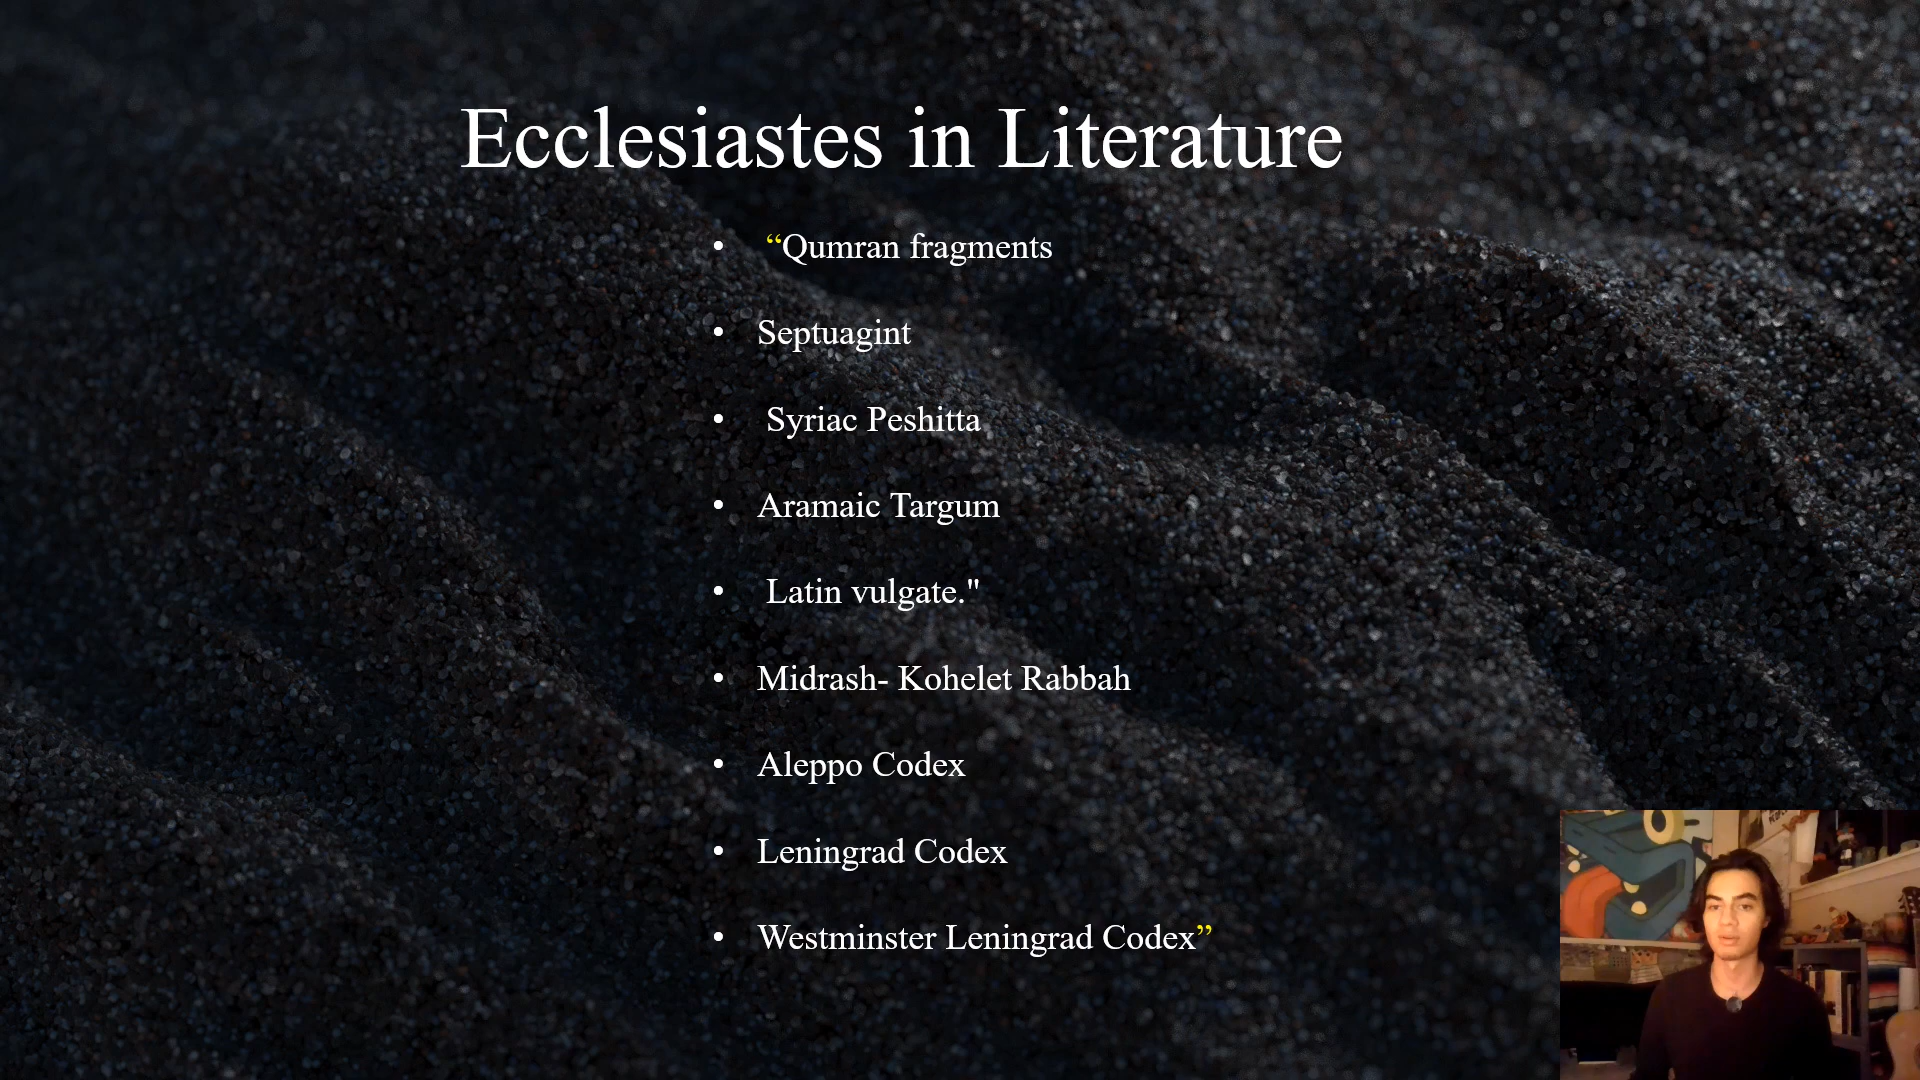 Ecclesiastes in Literature
• “Qumran fragments
• Septuagint
• Syriac Peshitta
• Aramaic Targum
• Latin vulgate."
• Midrash- Kohelet Rabbah
• Aleppo Codex
• Leningrad Codex
• Westminster Leningrad Codex”